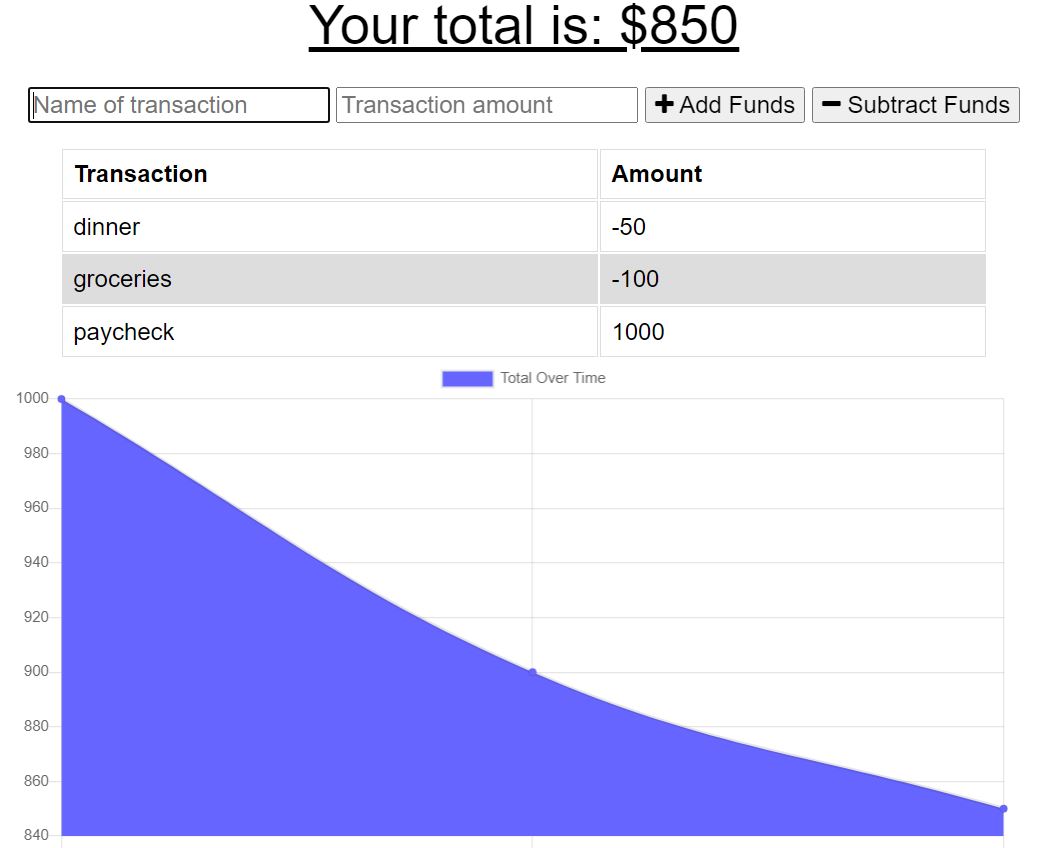 Your total is: $850
Name of transaction Transaction amount Add Funds Subtract Funds
Transaction Amount
dinner -50
groceries -100
paycheck 1000
Total Over Time
1000
980
960
940
920
900
880
860
840